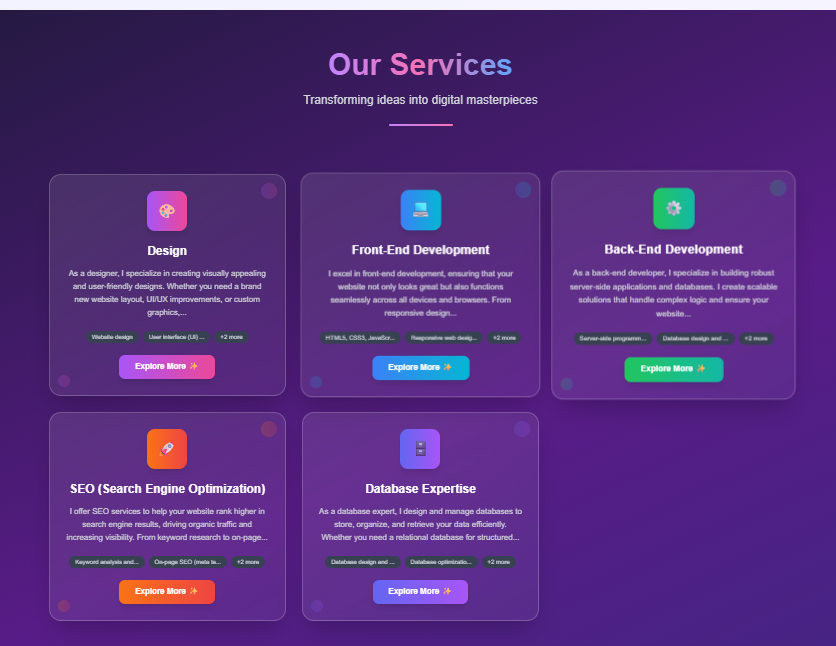 Our Services
Transforming ideas into digital masterpieces
Design
As a designer, I specialize in creating visually appealing
and user-friendly designs. Whether you need a brand
new website layout, UI/UX improvements, or custom
graphics,...
Website design
User interface (UI) ...
+2 more
Explore More ✨
Front-End Development
I excel in front-end development, ensuring that your
website not only looks great but also functions
seamlessly across all devices and browsers. From
responsive design...
HTML5, CSS3, JavaScr...
Responsive web desig...
+2 more
Explore More ✨
Back-End Development
As a back-end developer, I specialize in building robust
server-side applications and databases. I create scalable
solutions that handle complex logic and ensure your
website...
Server-side programm...
Database design and ...
+2 more
Explore More ✨
SEO (Search Engine Optimization)
I offer SEO services to help your website rank higher in
search engine results, driving organic traffic and
increasing visibility. From keyword research to on-page...
Keyword analysis and...
On-page SEO (meta ta...
+2 more
Explore More ✨
Database Expertise
As a database expert, I design and manage databases to
store, organize, and retrieve your data efficiently.
Whether you need a relational database for structured...
Database design and ...
Database optimizatio...
+2 more
Explore More ✨